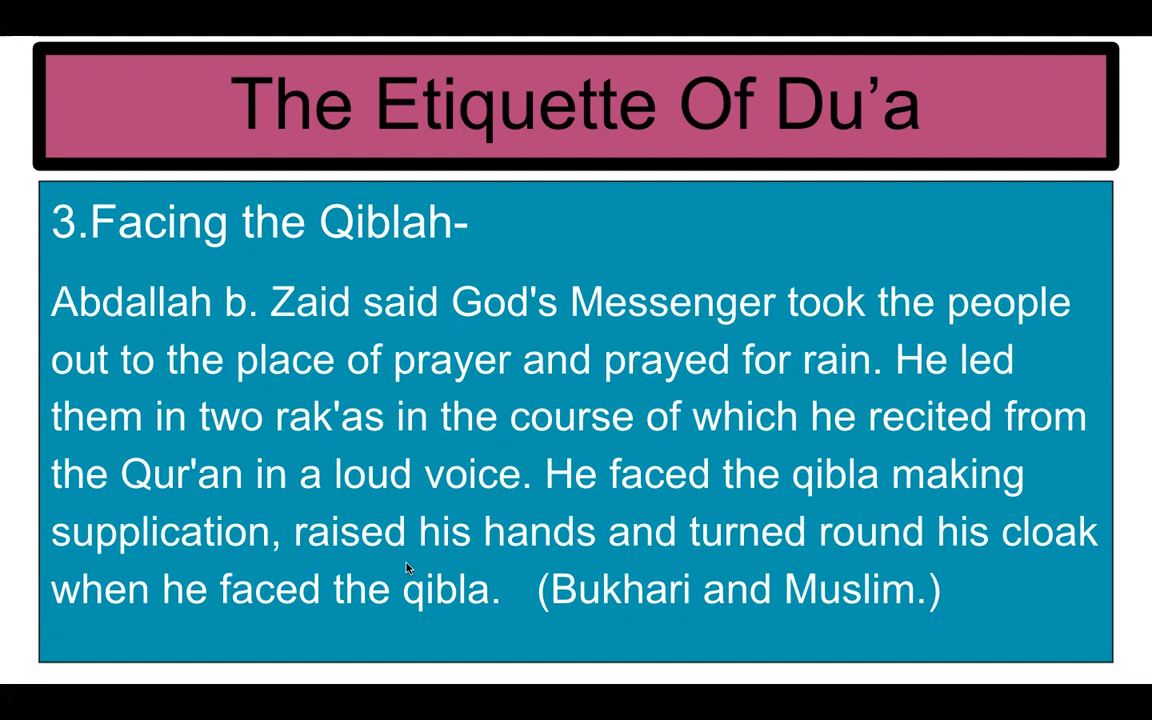 The Etiquette Of Du’a
3.Facing the Qiblah-
Abdallah b. Zaid said God's Messenger took the people
out to the place of prayer and prayed for rain. He led
them in two rak'as in the course of which he recited from
the Qur'an in a loud voice. He faced the qibla making
supplication, raised his hands and turned round his cloak
when he faced the qibla.   (Bukhari and Muslim.)